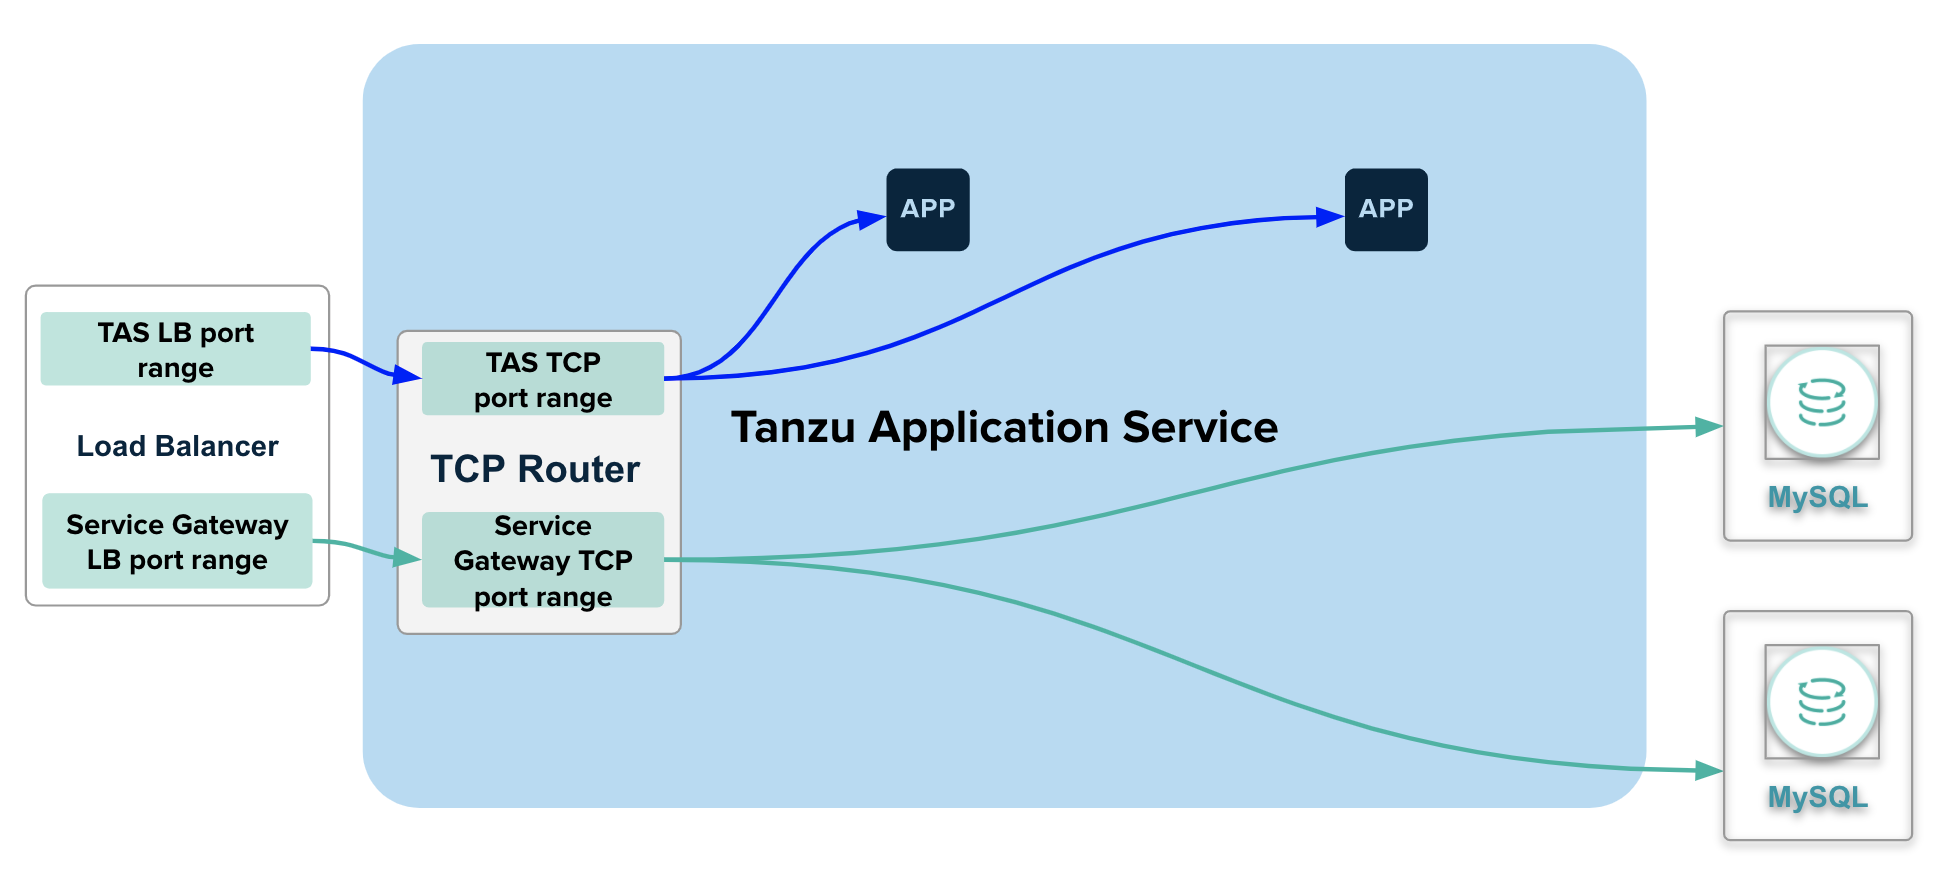 TAS LB port
range
Load Balancer
Service Gateway
LB port range
TAS TCP
port range
TCP Router
Service
Gateway TCP
port range
APP
APP
Tanzu Application Service
MySQL
MySQL